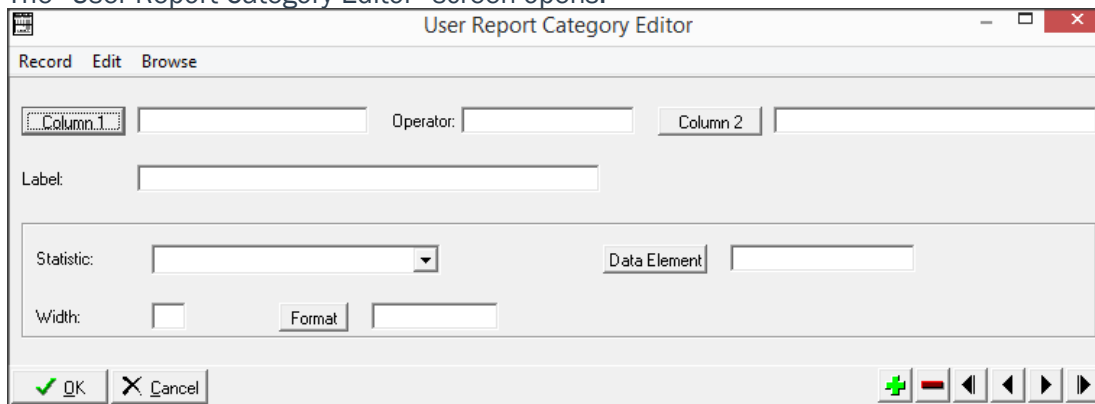 The "User Report Category Editor" screen opens.
User Report Category Editor
Record Edit Browse
Column 1 Operator: Column 2
Label:
Statistic: Data Element
Width: Format
OK Cancel